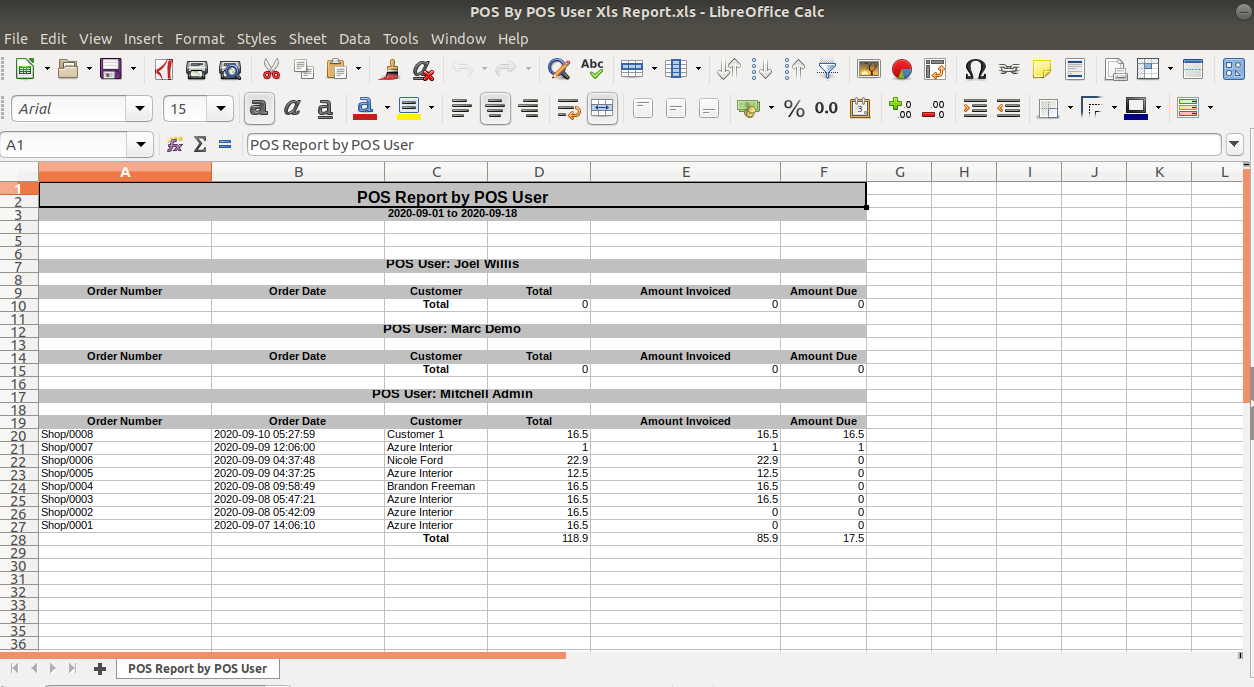 POS By POS User Xls Report.xls - LibreOffice Calc
File Edit View Insert Format Styles Sheet Data Tools Window Help
Abc
Arial 15 a a a a % 0.0 3 0.00 .00
A1 fx Σ = POS Report by POS User
A B C D E F G H I J K L
1
2 POS Report by POS User
3 2020-09-01 to 2020-09-18
4
5
6
7 POS User: Joel Willis
8
9 Order Number Order Date Customer Total Amount Invoiced Amount Due
10 Total 0 0 0
11
12 POS User: Marc Demo
13
14 Order Number Order Date Customer Total Amount Invoiced Amount Due
15 Total 0 0 0
16
17 POS User: Mitchell Admin
18
19 Order Number Order Date Customer Total Amount Invoiced Amount Due
20 Shop/0008 2020-09-10 05:27:59 Customer 1 16.5 16.5 16.5
21 Shop/0007 2020-09-09 12:06:00 Azure Interior 1 1 1
22 Shop/0006 2020-09-09 04:37:48 Nicole Ford 22.9 22.9 0
23 Shop/0005 2020-09-09 04:37:25 Azure Interior 12.5 12.5 0
24 Shop/0004 2020-09-08 09:58:49 Brandon Freeman 16.5 16.5 0
25 Shop/0003 2020-09-08 05:47:21 Azure Interior 16.5 16.5 0
26 Shop/0002 2020-09-08 05:42:09 Azure Interior 16.5 0 0
27 Shop/0001 2020-09-07 14:06:10 Azure Interior 16.5 0 0
28 Total 118.9 85.9 17.5
29
30
31
32
33
34
35
36
POS Report by POS User